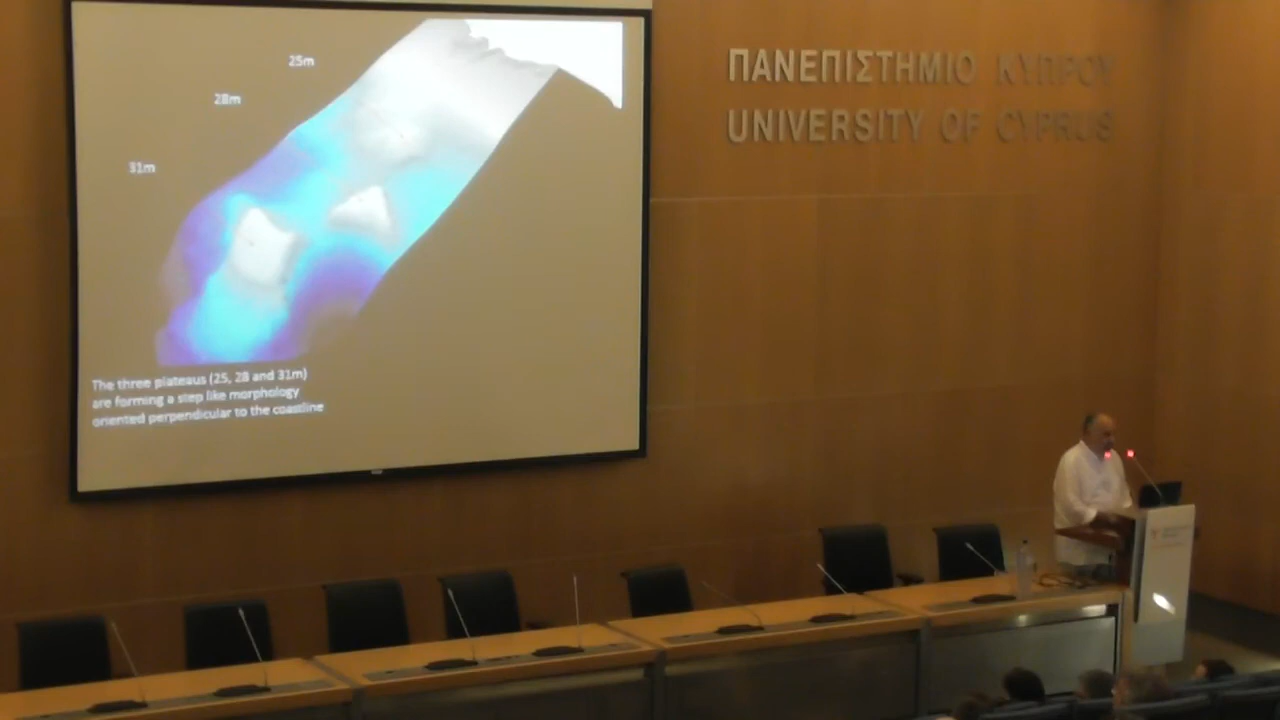 25m
28m
31m
The three plateaus (25, 28 and 31m)
are forming a step like morphology
oriented perpendicular to the coastline
ΠΑΝΕΠΙΣΤΗΜΙΟ ΚΥΠΡΟΥ
UNIVERSITY OF CYPRUS